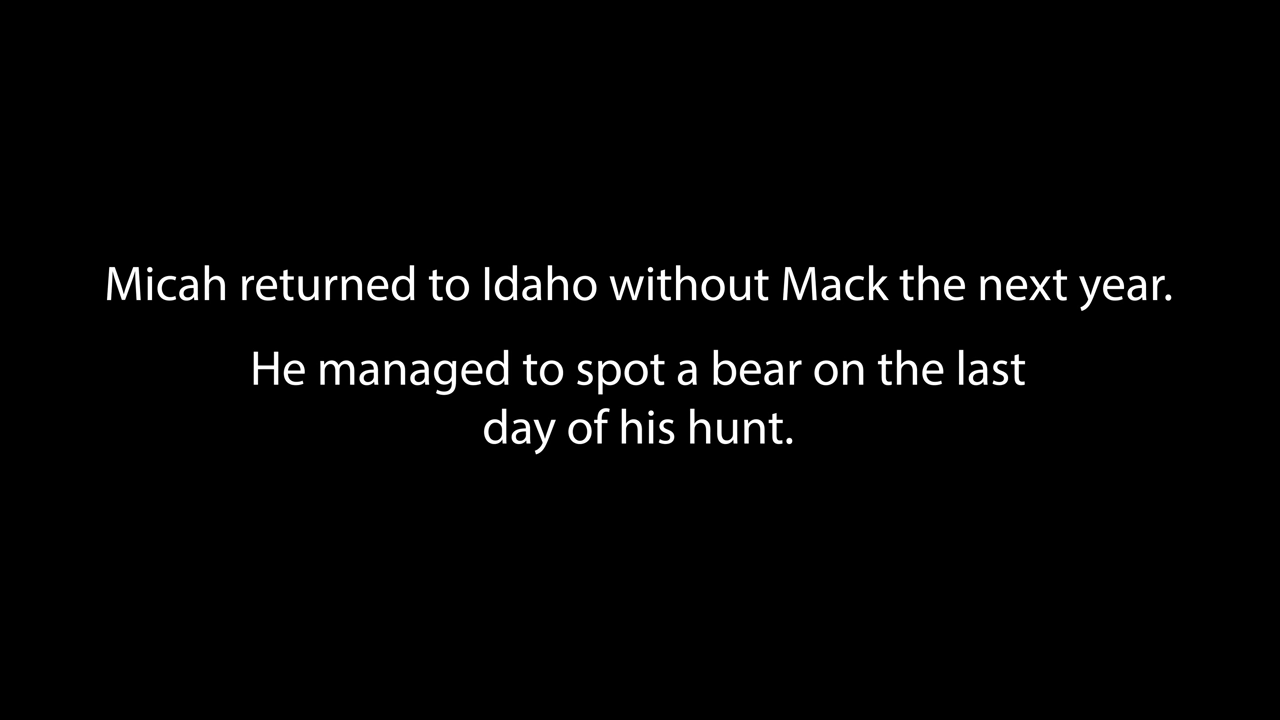 Micah returned to Idaho without Mack the next year.
He managed to spot a bear on the last
day of his hunt.